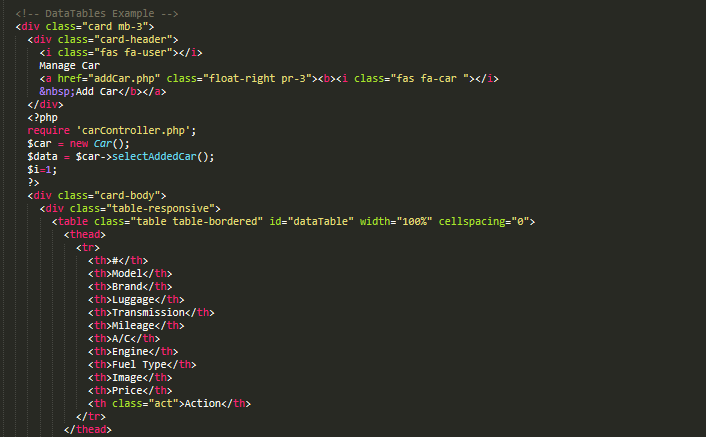 <!-- DataTables Example -->
<div class="card mb-3">
<div class="card-header">
<i class="fas fa-user"></i>
Manage Car
<a href="addCar.php" class="float-right pr-3"><b><i class="fas fa-car "></i>
&nbsp;Add Car</b></a>
</div>
<?php
require 'carController.php';
$car = new Car();
$data = $car->selectAddedCar();
$i=1;
?>
<div class="card-body">
<div class="table-responsive">
<table class="table table-bordered" id="dataTable" width="100%" cellspacing="0">
<thead>
<tr>
<th>#</th>
<th>Model</th>
<th>Brand</th>
<th>Luggage</th>
<th>Transmission</th>
<th>Mileage</th>
<th>A/C</th>
<th>Engine</th>
<th>Fuel Type</th>
<th>Image</th>
<th>Price</th>
<th class="act">Action</th>
</tr>
</thead>